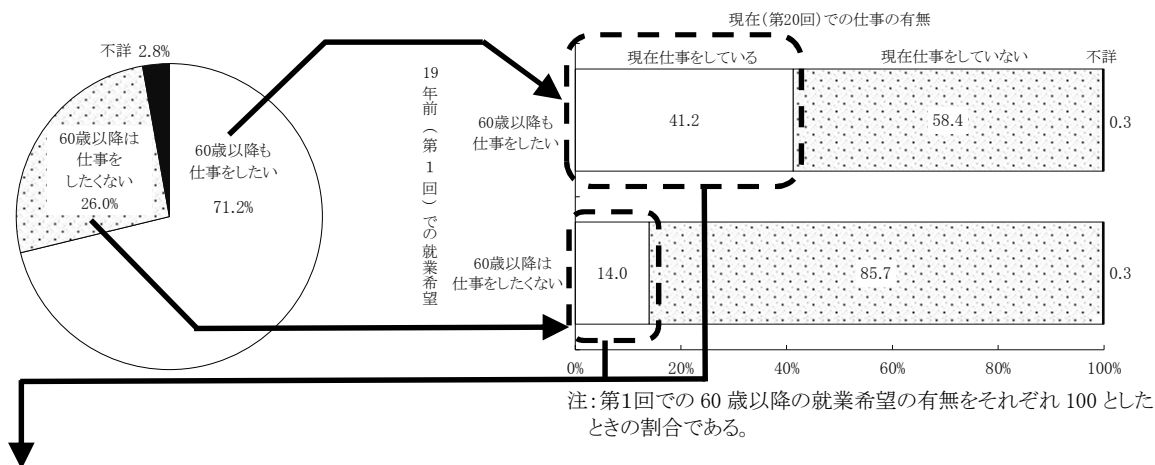 不詳 2.8%
60歳以降は
仕事を
したくない
26.0%
60歳以降も
仕事をしたい
71.2%
19年前(第1回)での就業希望
現在(第20回)での仕事の有無
現在仕事をしている 現在仕事をしていない 不詳
60歳以降も
仕事をしたい
41.2 58.4 0.3
60歳以降は
仕事をしたくない
14.0 85.7 0.3
0% 20% 40% 60% 80% 100%
注:第1回での 60 歳以降の就業希望の有無をそれぞれ 100 とした
ときの割合である。